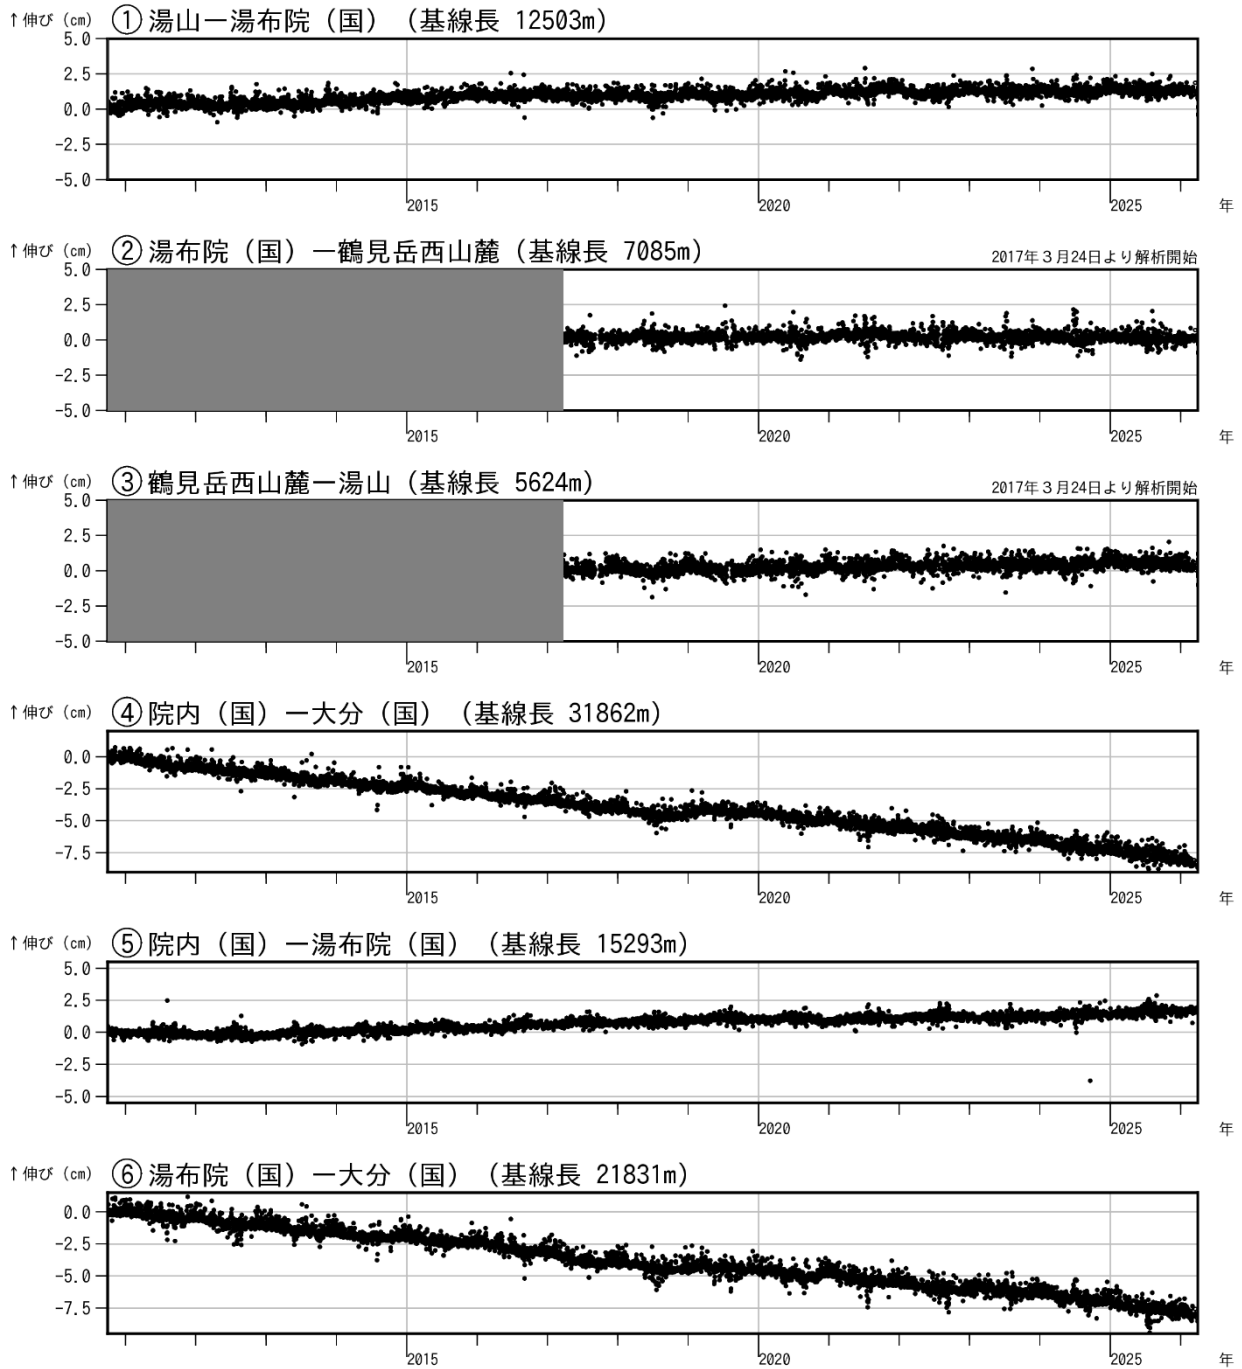 ↑伸び（cm） ①湯山ー湯布院（国）（基線長 12503m）
5.0
2.5
0.0
-2.5
-5.0
2015 2020 2025 年
↑伸び（cm） ②湯布院（国）ー鶴見岳西山麓（基線長 7085m） 2017年３月24日より解析開始
5.0
2.5
0.0
-2.5
-5.0
2015 2020 2025 年
↑伸び（cm） ③鶴見岳西山麓ー湯山（基線長 5624m） 2017年３月24日より解析開始
5.0
2.5
0.0
-2.5
-5.0
2015 2020 2025 年
↑伸び（cm） ④院内（国）ー大分（国）（基線長 31862m）
0.0
-2.5
-5.0
-7.5
2015 2020 2025 年
↑伸び（cm） ⑤院内（国）ー湯布院（国）（基線長 15293m）
5.0
2.5
0.0
-2.5
-5.0
2015 2020 2025 年
↑伸び（cm） ⑥湯布院（国）ー大分（国）（基線長 21831m）
0.0
-2.5
-5.0
-7.5
2015 2020 2025 年